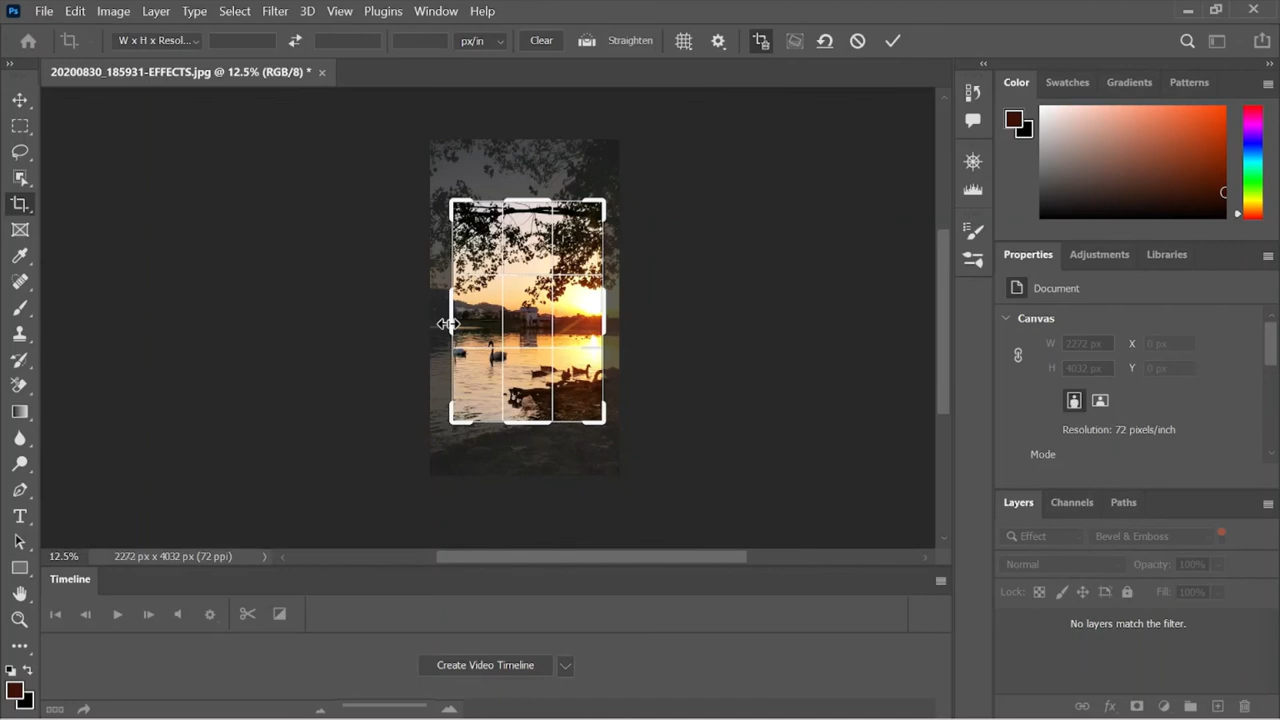 Ps File Edit Image Layer Type Select Filter 3D View Plugins Window Help
W x H x Resol... px/in Clear Straighten
20200830_185931-EFFECTS.jpg @ 12.5% (RGB/8) *
Color Swatches Gradients Patterns
Properties Adjustments Libraries
Document
Canvas
W 2272 px X 0 px
H 4032 px Y 0 px
Resolution: 72 pixels/inch
Mode
Layers Channels Paths
Effect Bevel & Emboss
Normal Opacity: 100%
Lock: Fill: 100%
No layers match the filter.
12.5% 2272 px x 4032 px (72 ppi)
Timeline
Create Video Timeline
fx